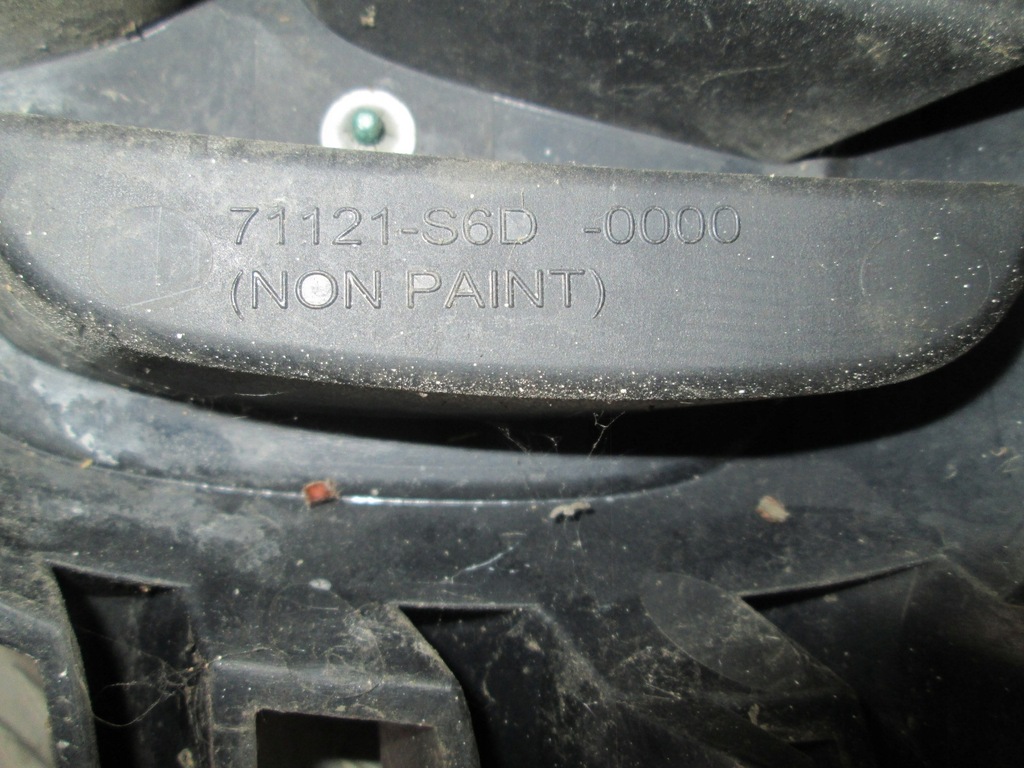 71121-S6D -0000
(NON PAINT)